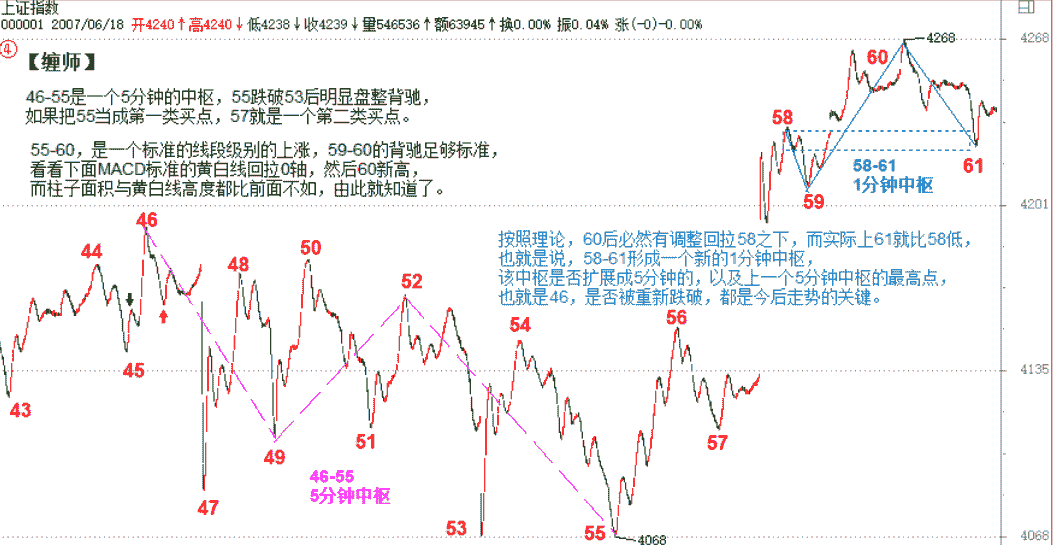 上证指数
000001 2007/06/18 开4240↑高4240↓低4238↓收4239↓量546536↑额63945↑换0.00% 振0.04% 涨(-0)-0.00%
④
【缠师】
46-55是一个5分钟的中枢，55跌破53后明显盘整背驰，
如果把55当成第一类买点，57就是一个第二类买点。
55-60，是一个标准的线段级别的上涨，59-60的背驰足够标准，
看看下面MACD标准的黄白线回拉0轴，然后60新高，
而柱子面积与黄白线高度都比前面不如，由此就知道了。
4268
4268
60
58
58-61
1分钟中枢
61
59
4201
46
44
48
50
52
按照理论，60后必然有调整回拉58之下，而实际上61就比58低，
也就是说，58-61形成一个新的1分钟中枢，
该中枢是否扩展成5分钟的，以及上一个5分钟中枢的最高点，
也就是46，是否被重新跌破，都是今后走势的关键。
54
56
45
4135
43
51
57
49
46-55
5分钟中枢
47
53
55
4068
4068